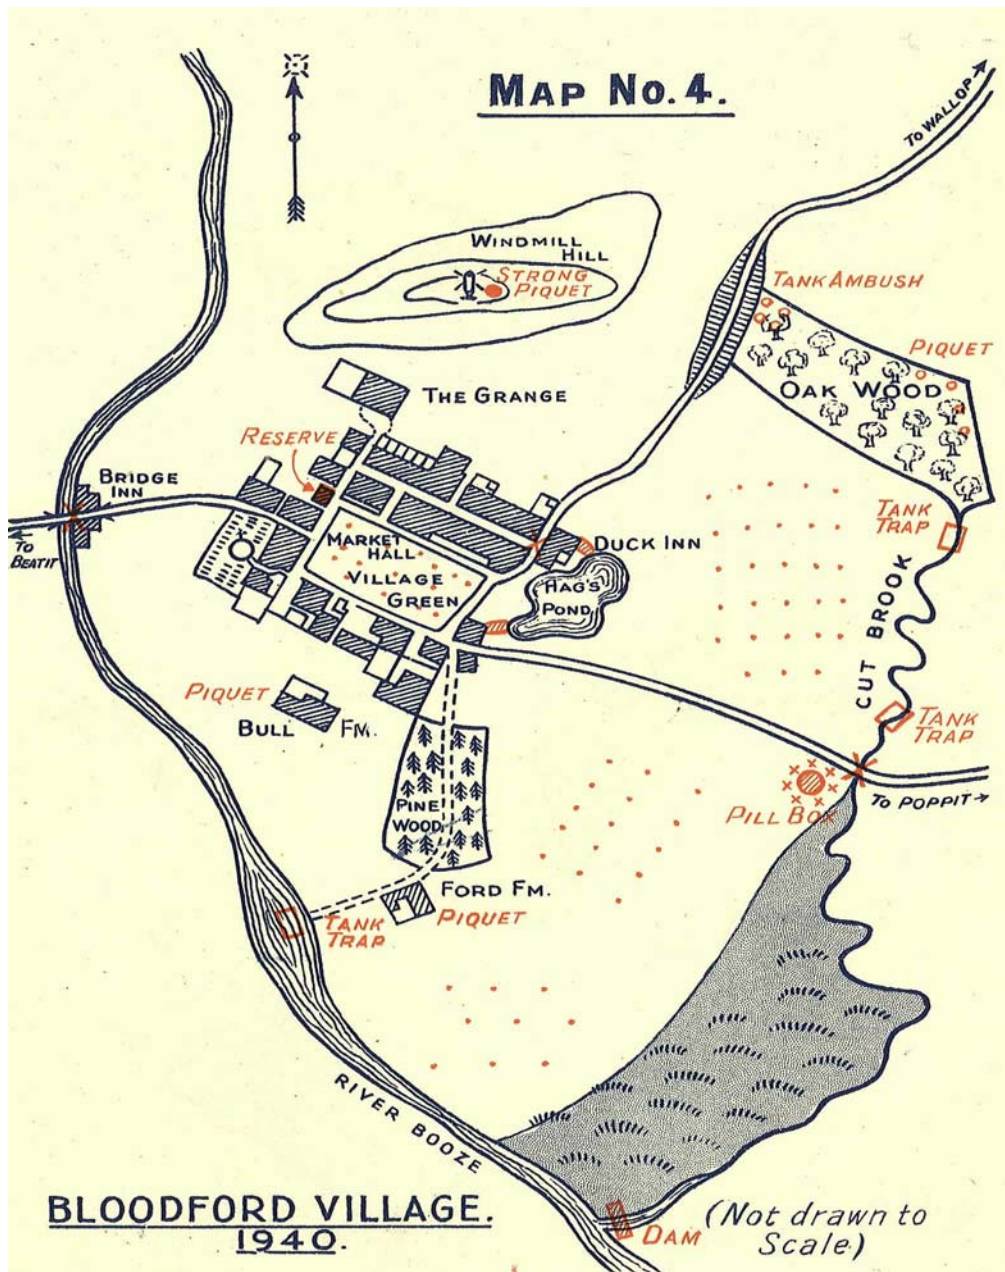 MAP NO. 4.
TO WALLOP →
WINDMILL
HILL
STRONG
PIQUET
TANK AMBUSH
PIQUET
OAK WOOD
THE GRANGE
RESERVE
BRIDGE
INN
TANK
TRAP
← TO
BEATIT
MARKET
HALL
DUCK INN
VILLAGE
GREEN
HAG'S
POND
CUT BROOK
PIQUET
BULL FM.
TANK
TRAP
PINE
WOOD
PILL BOX
TO POPPIT →
FORD FM.
PIQUET
TANK
TRAP
RIVER BOOZE
BLOODFORD VILLAGE.
1940.
DAM
(Not drawn to
Scale)